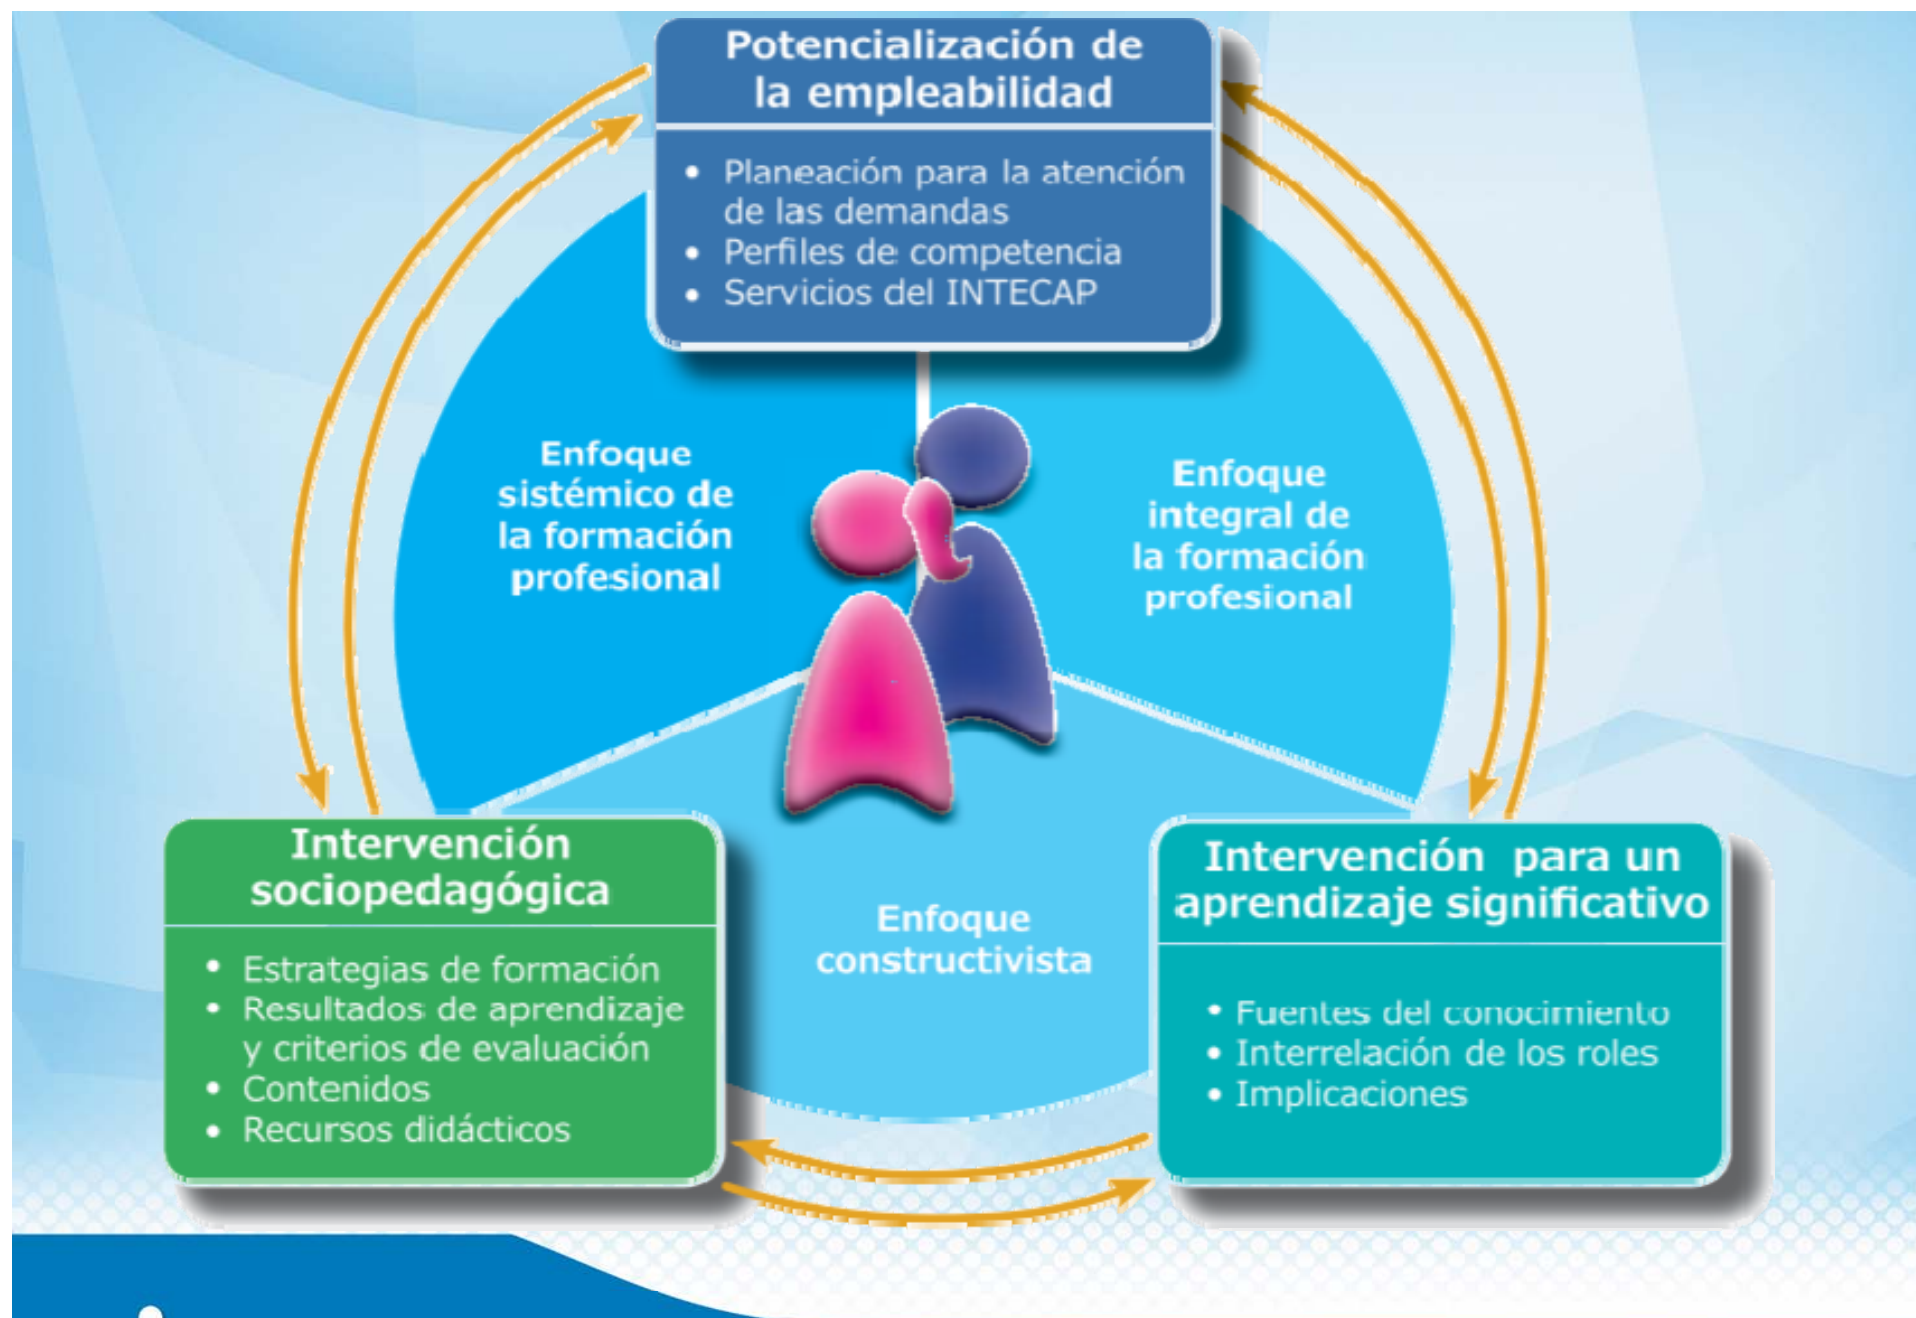 Potencialización de
la empleabilidad
• Planeación para la atención
de las demandas
• Perfiles de competencia
• Servicios del INTECAP
Enfoque
sistémico de
la formación
profesional
Enfoque
integral de
la formación
profesional
Enfoque
constructivista
Intervención
sociopedagógica
• Estrategias de formación
• Resultados de aprendizaje
y criterios de evaluación
• Contenidos
• Recursos didácticos
Intervención para un
aprendizaje significativo
• Fuentes del conocimiento
• Interrelación de los roles
• Implicaciones